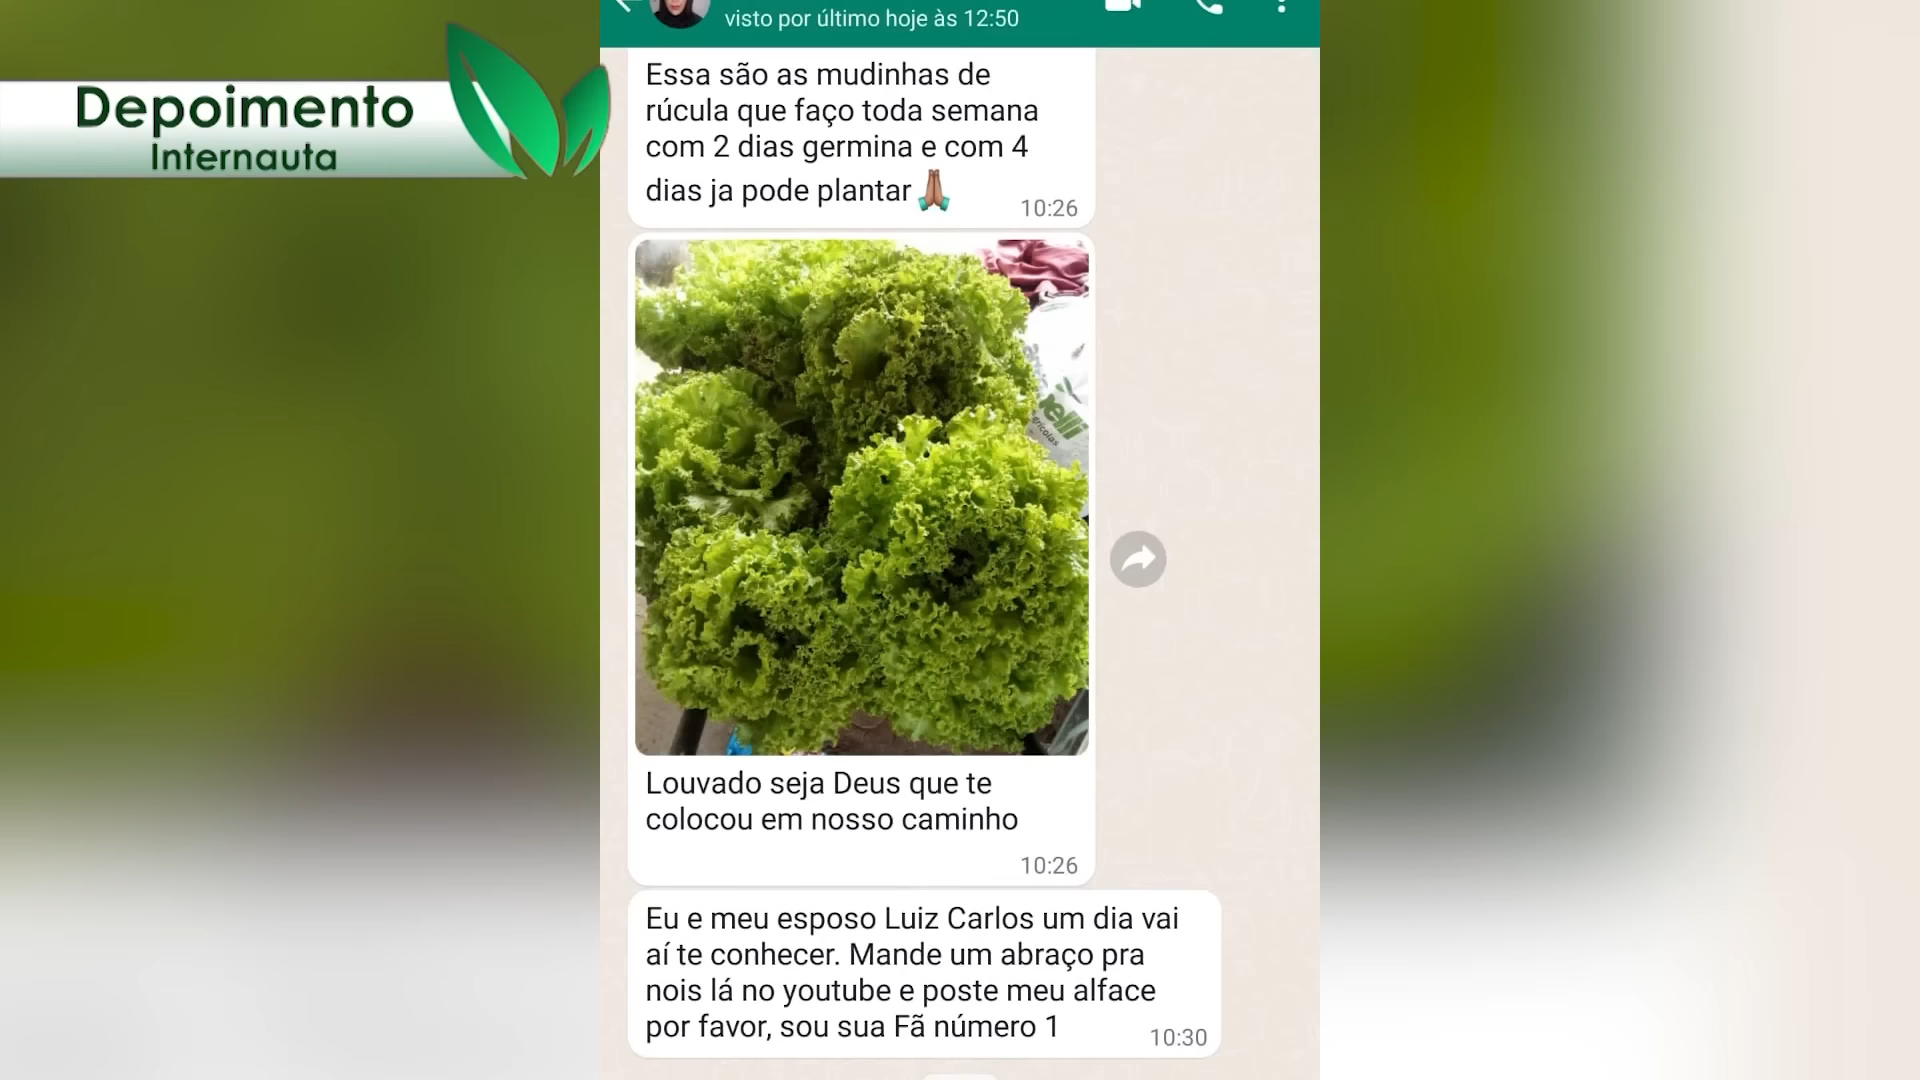 Depoimento
Internauta
visto por último hoje às 12:50
Essa são as mudinhas de
rúcula que faço toda semana
com 2 dias germina e com 4
dias ja pode plantar🙏🏾
10:26
elli
grícolas
Louvado seja Deus que te
colocou em nosso caminho
10:26
Eu e meu esposo Luiz Carlos um dia vai
aí te conhecer. Mande um abraço pra
nois lá no youtube e poste meu alface
por favor, sou sua Fã número 1
10:30